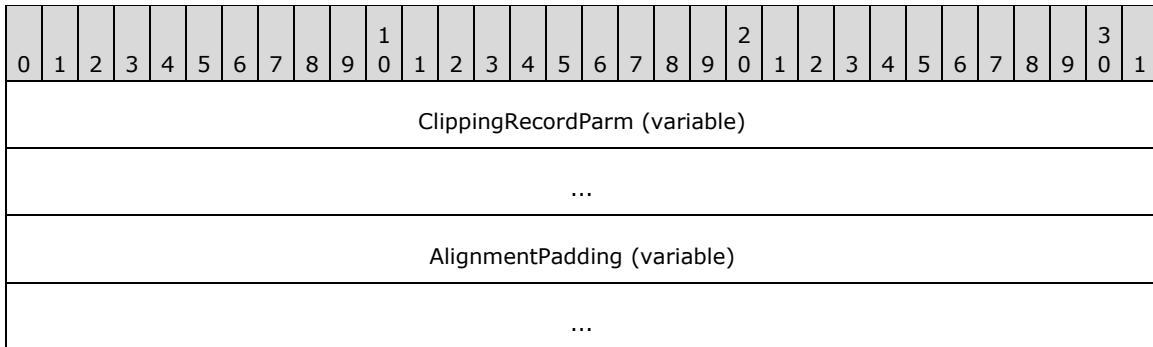 1 2 3
0 1 2 3 4 5 6 7 8 9 0 1 2 3 4 5 6 7 8 9 0 1 2 3 4 5 6 7 8 9 0 1
ClippingRecordParm (variable)
...
AlignmentPadding (variable)
...